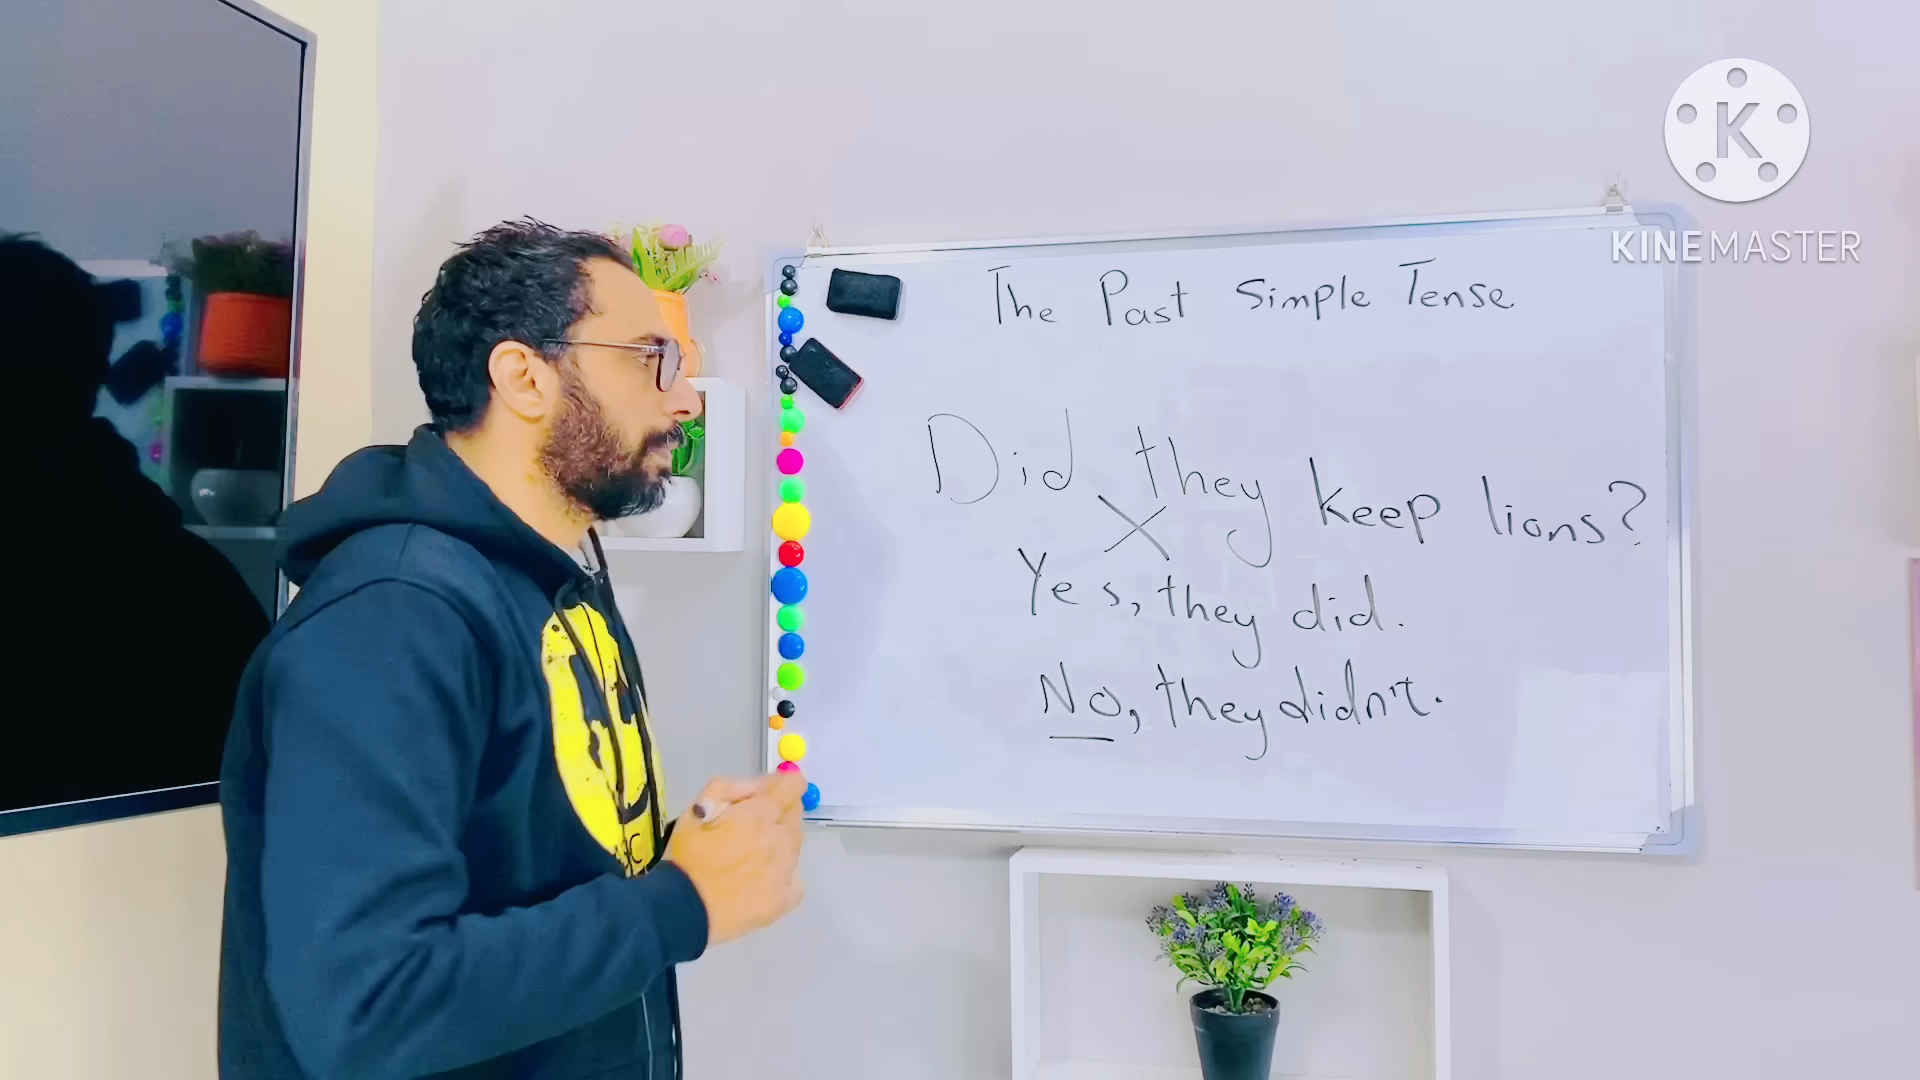 K
KINEMASTER
The Past Simple Tense.
Did they keep lions?
X
Yes, they did.
No, they didn't.